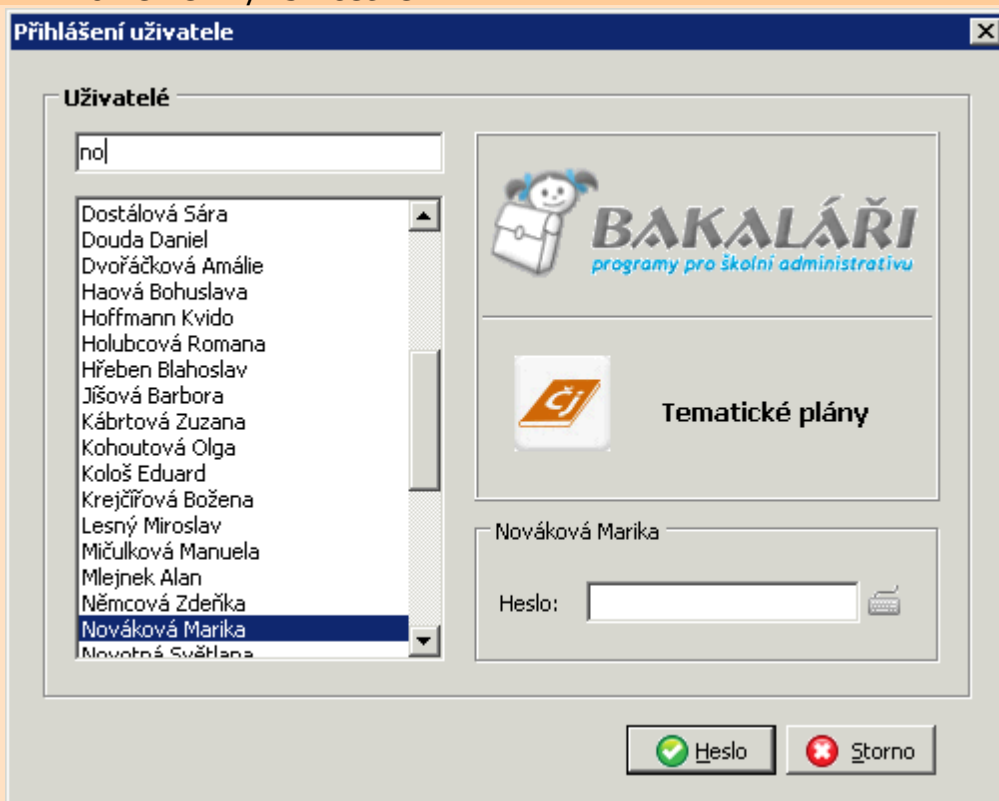 Přihlášení uživatele
Uživatelé
no
Dostálová Sára
Douda Daniel
Dvořáčková Amálie
Haová Bohuslava
Hoffmann Kvido
Holubcová Romana
Hřeben Blahoslav
Jíšová Barbora
Kábrtová Zuzana
Kohoutová Olga
Kološ Eduard
Krejčířová Božena
Lesný Miroslav
Mičulková Manuela
Mlejnek Alan
Němcová Zdeňka
Nováková Marika
Novotná Světlana
BAKALÁŘI
programy pro školní administrativu
Čj
Tematické plány
Nováková Marika
Heslo:
Heslo
Storno